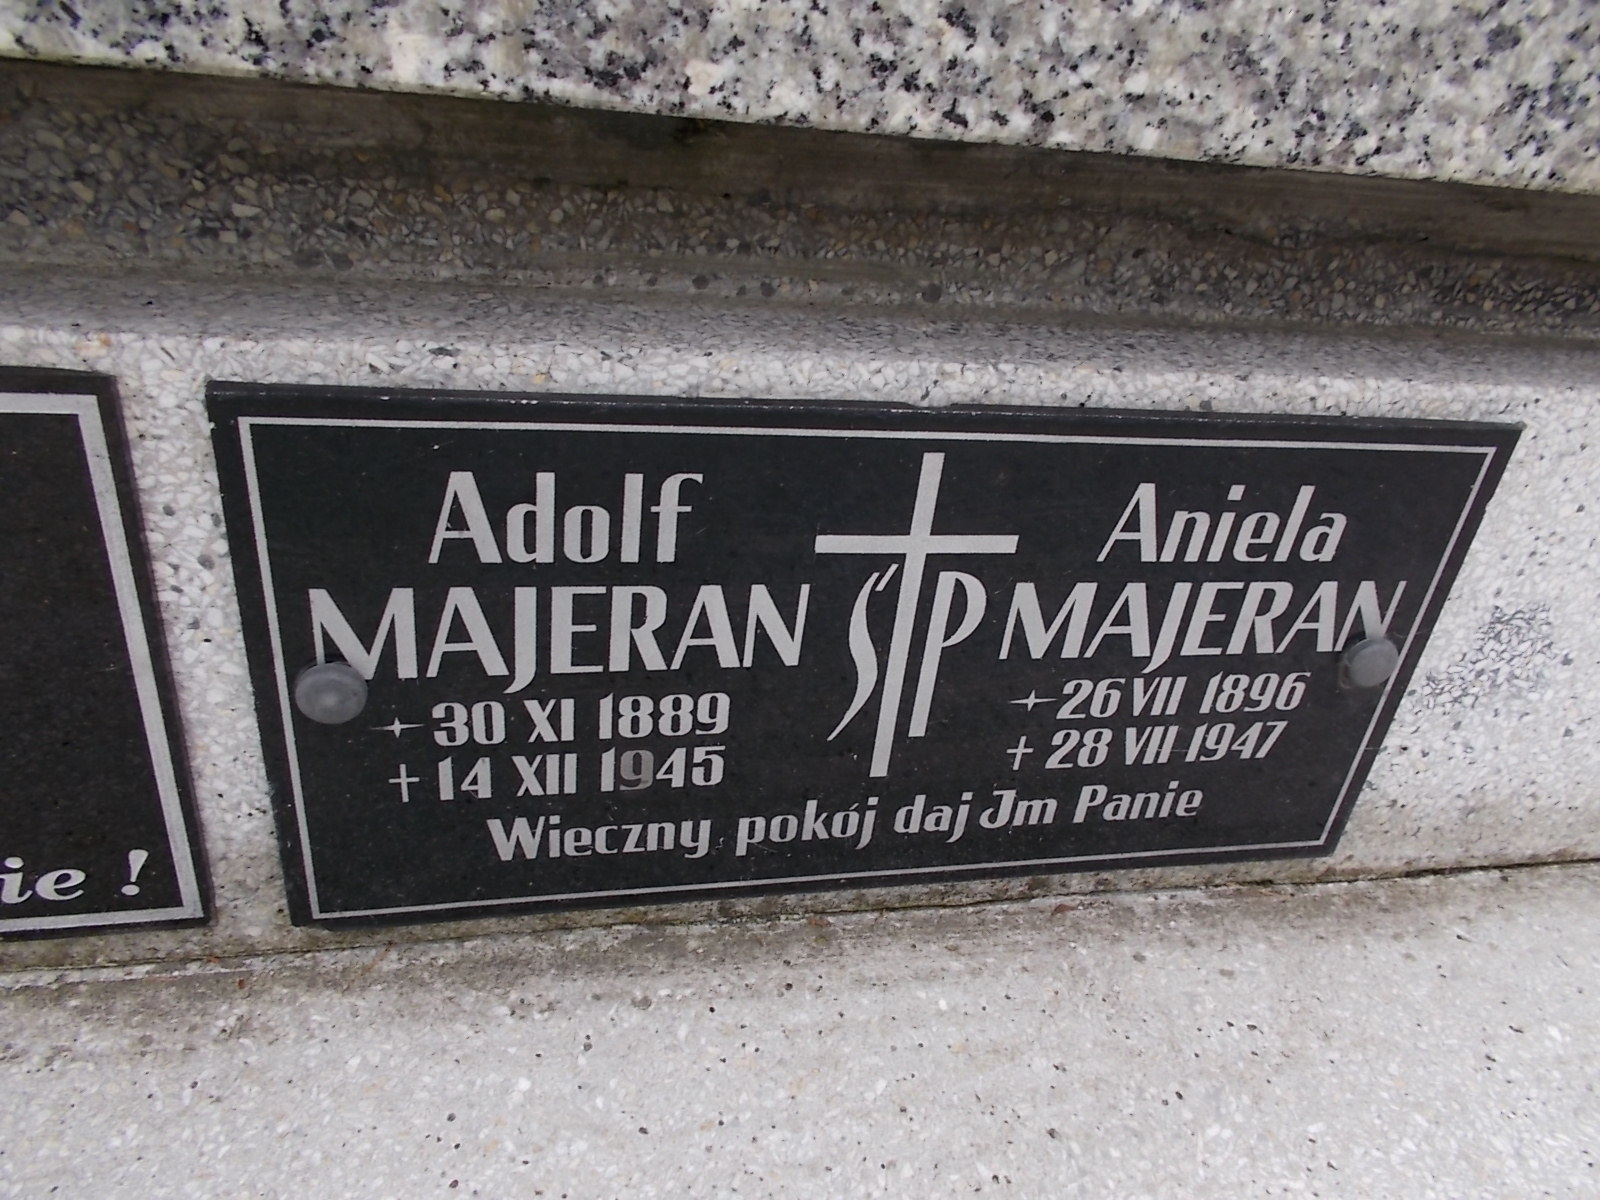 Adolf
MAJERAN
30 XI 1889
+ 14 XII 1945
ŚP
Aniela
MAJERAN
26 VII 1896
+ 28 VII 1947
Wieczny pokój daj Jm Panie
ie !